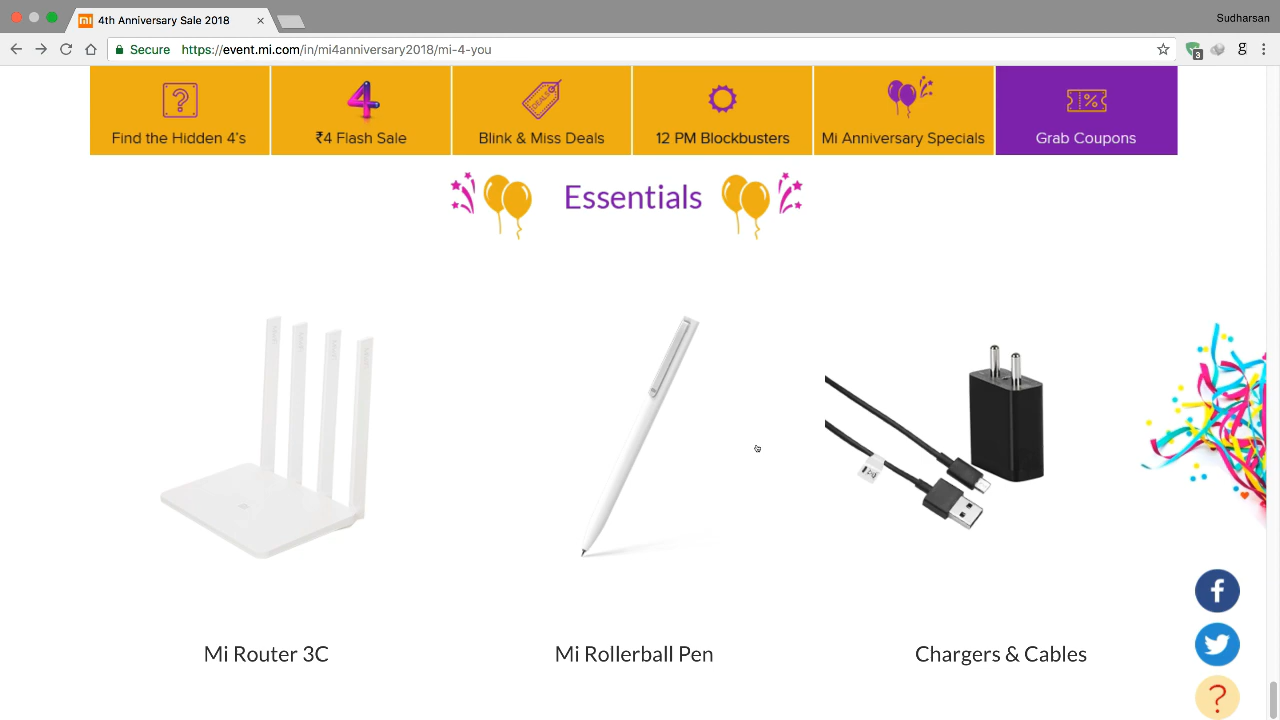 4th Anniversary Sale 2018
Sudharsan
Secure https://event.mi.com/in/mi4anniversary2018/mi-4-you
3
Find the Hidden 4's
₹4 Flash Sale
Blink & Miss Deals
12 PM Blockbusters
Mi Anniversary Specials
Grab Coupons
Essentials
Mi Router 3C
Mi Rollerball Pen
Chargers & Cables